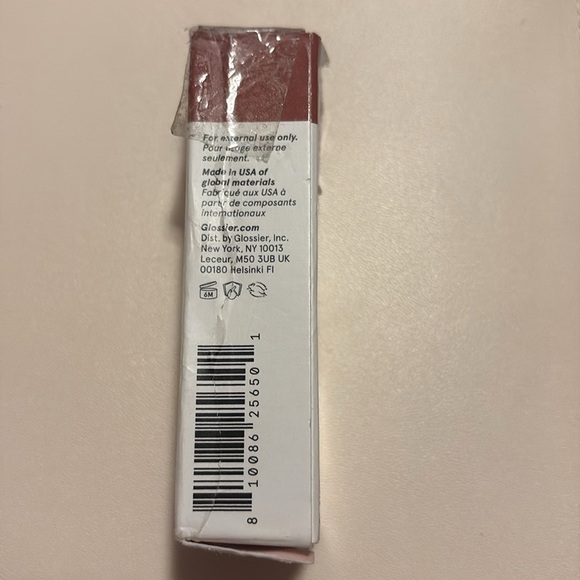 For external use only.
Pour usage externe
seulement.
Made in USA of
global materials
Fabriqué aux USA à
partir de composants
internationaux
Glossier.com
Dist. by Glossier, Inc.
New York, NY 10013
Leceur, M50 3UB UK
00180 Helsinki FI
6M
8 10086 25650 1